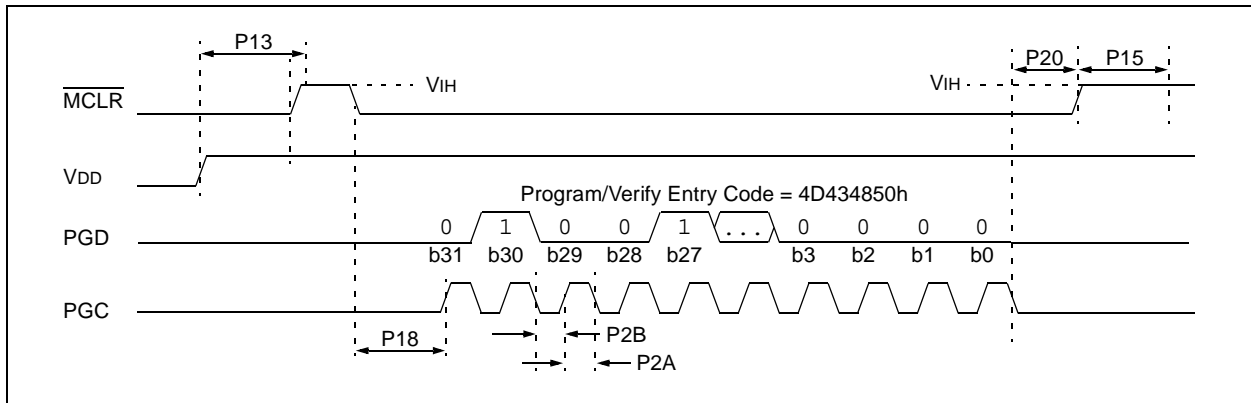 P13
P20 P15
MCLR VIH VIH
VDD
Program/Verify Entry Code = 4D434850h
PGD 0 1 0 0 1 ... 0 0 0 0
b31 b30 b29 b28 b27 b3 b2 b1 b0
PGC
P18 P2B
P2A